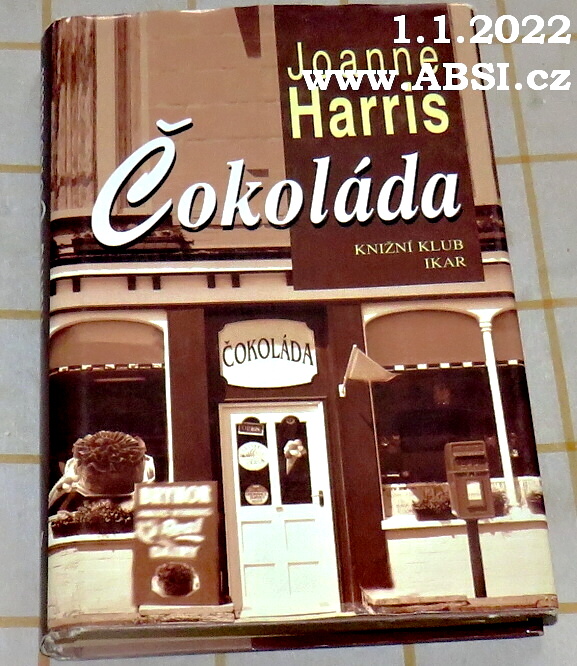 1.1.2022
www.ABSI.cz
Joanne
Harris
Čokoláda
KNIŽNÍ KLUB
IKAR
ČOKOLÁDA